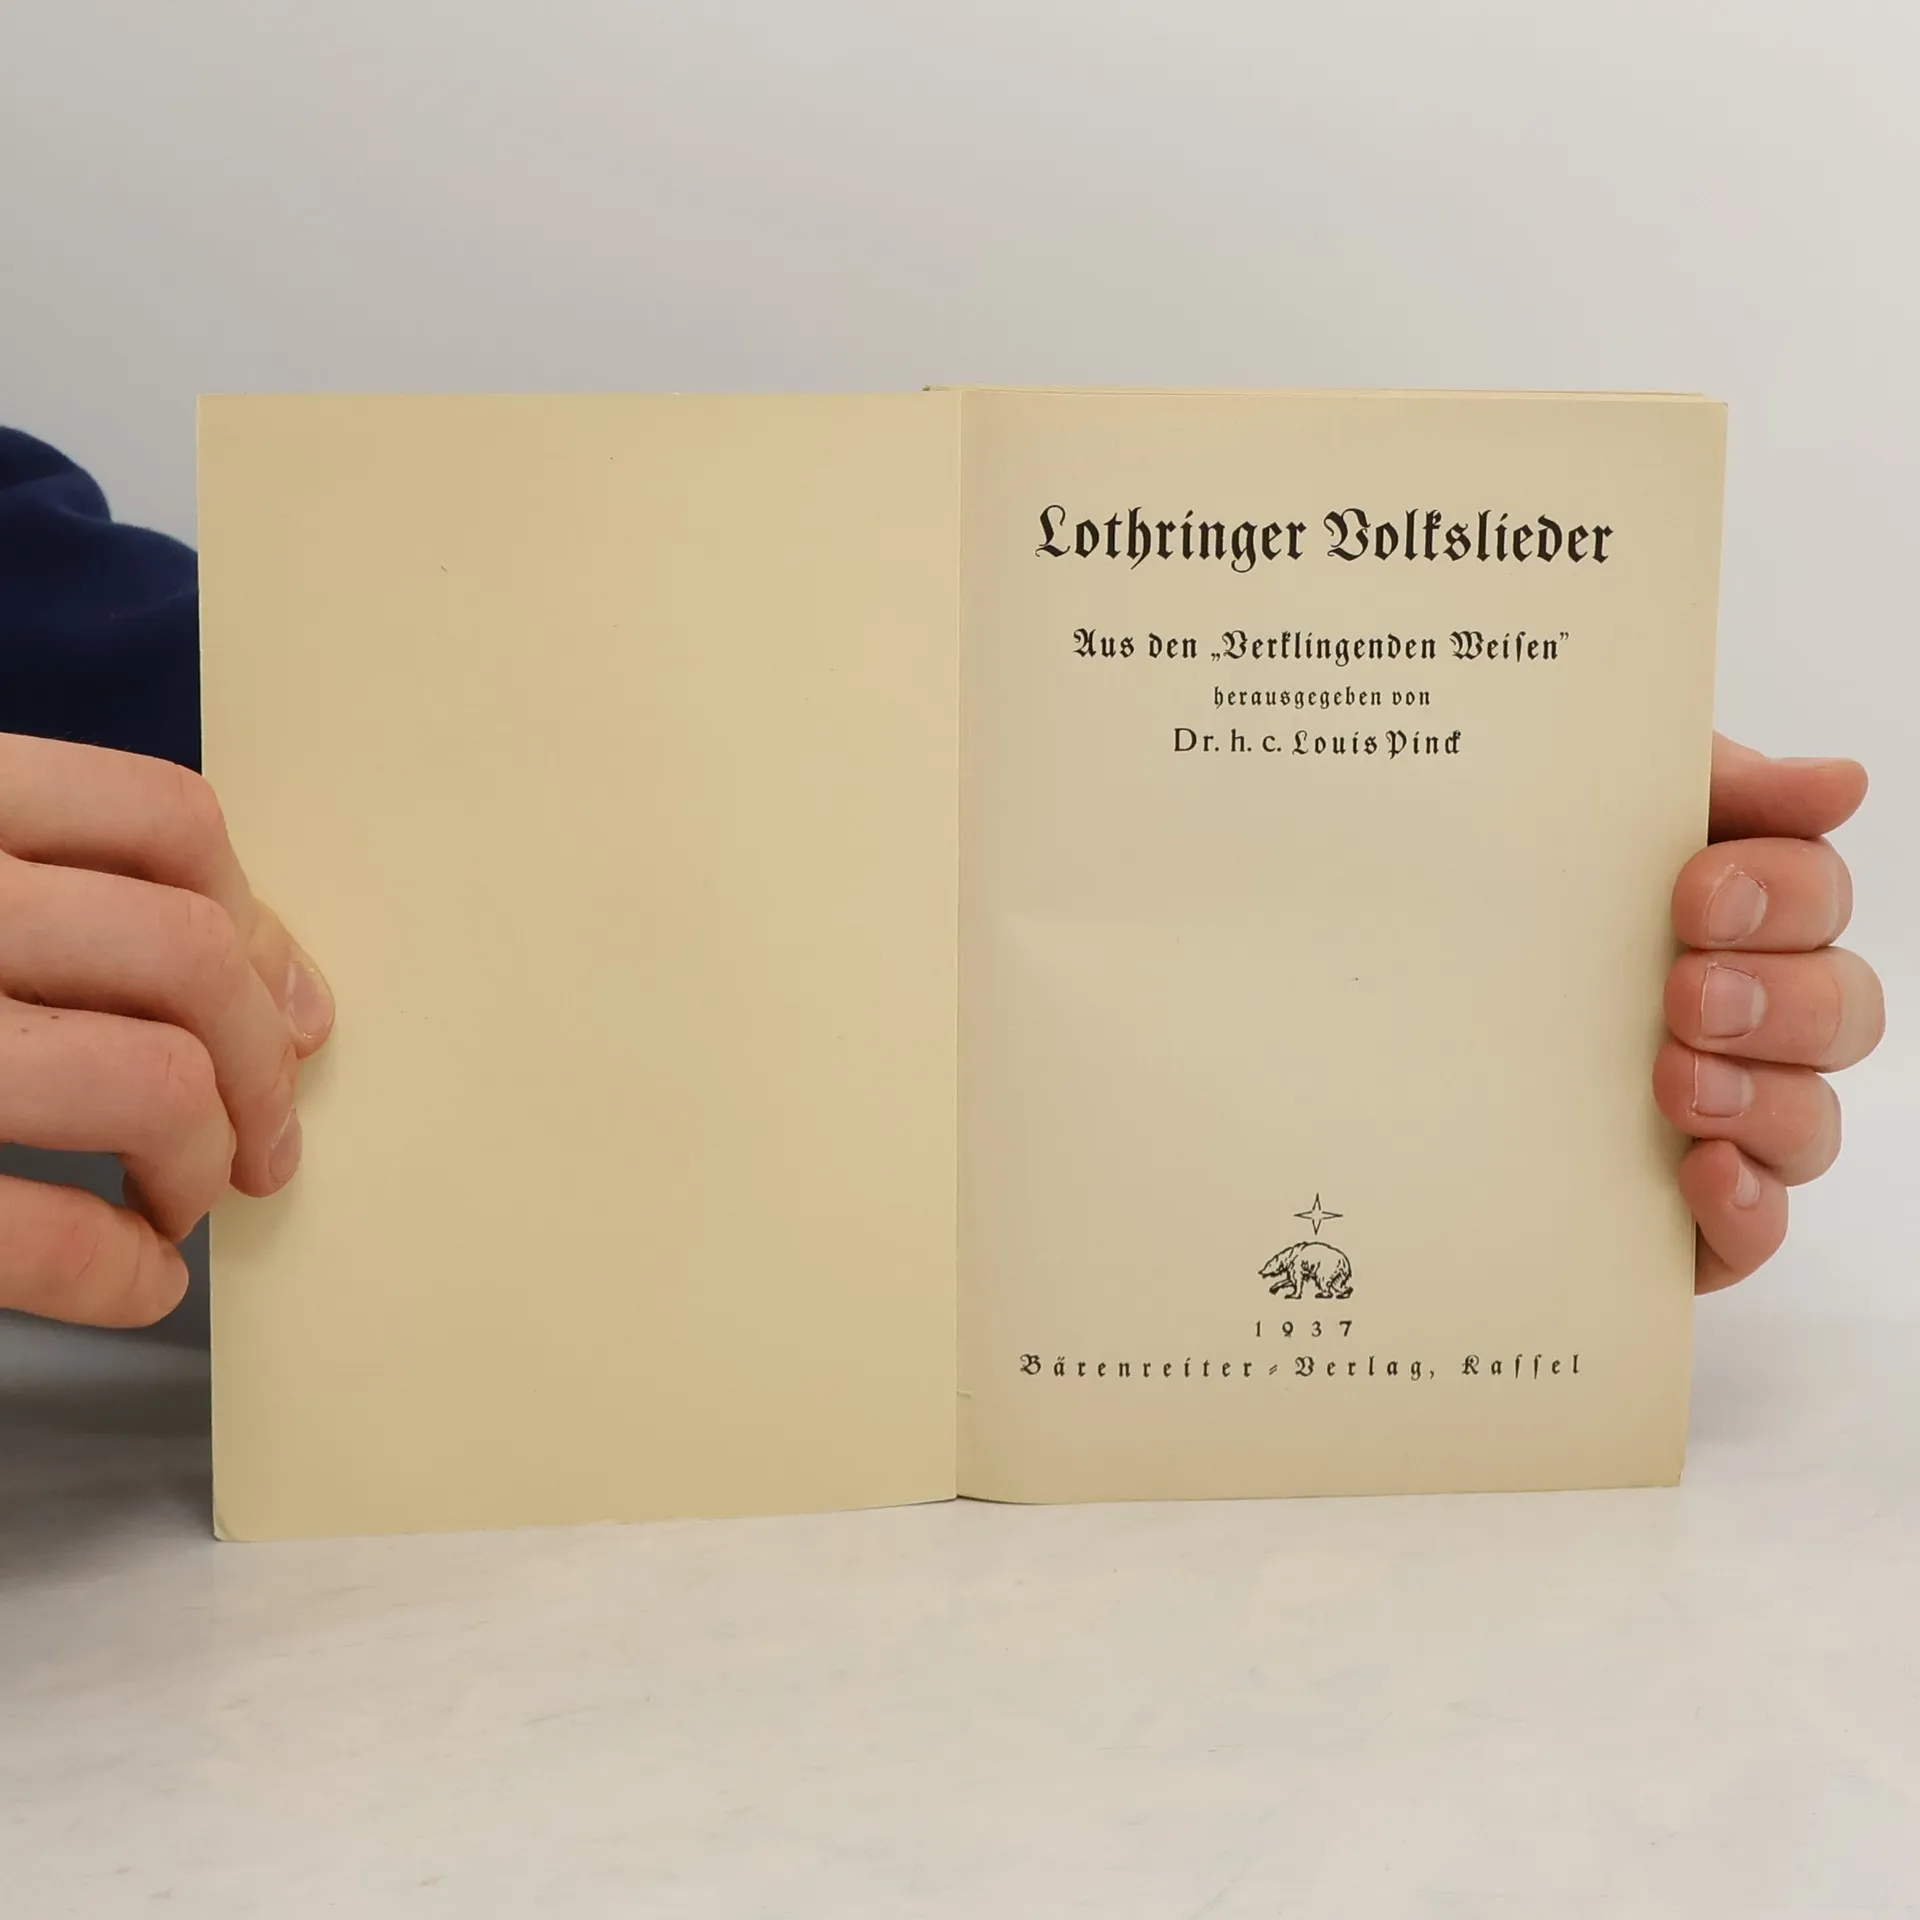 Lothringer Volkslieder
Aus den „Verklingenden Weiſen”
herausgegeben von
Dr. h. c. Louis Pinck
1937
Bärenreiter⸗Verlag, Kaſſel